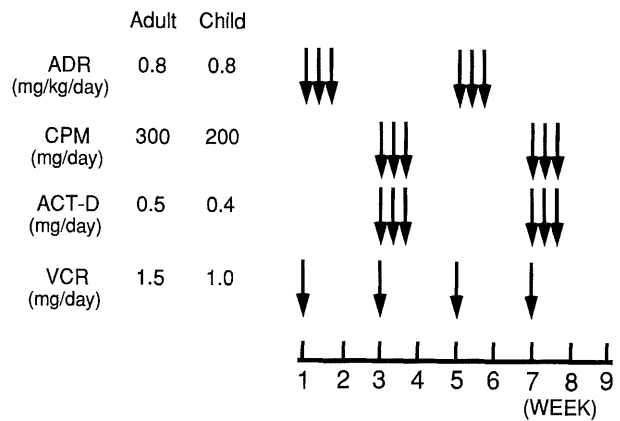 Adult Child
ADR 0.8 0.8
(mg/kg/day)
CPM 300 200
(mg/day)
ACT-D 0.5 0.4
(mg/day)
VCR 1.5 1.0
(mg/day)
1 2 3 4 5 6 7 8 9
(WEEK)